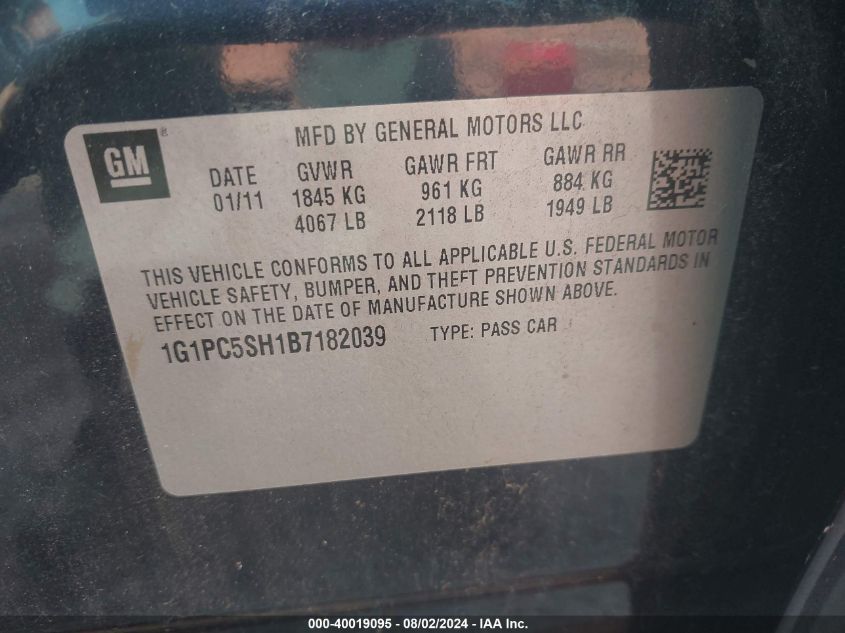 GM
MFD BY GENERAL MOTORS LLC
DATE GVWR GAWR FRT GAWR RR
01/11 1845 KG 961 KG 884 KG
4067 LB 2118 LB 1949 LB
THIS VEHICLE CONFORMS TO ALL APPLICABLE U.S. FEDERAL MOTOR
VEHICLE SAFETY, BUMPER, AND THEFT PREVENTION STANDARDS IN
EFFECT ON THE DATE OF MANUFACTURE SHOWN ABOVE.
1G1PC5SH1B7182039 TYPE: PASS CAR
000-40019095 - 08/02/2024 - IAA Inc.